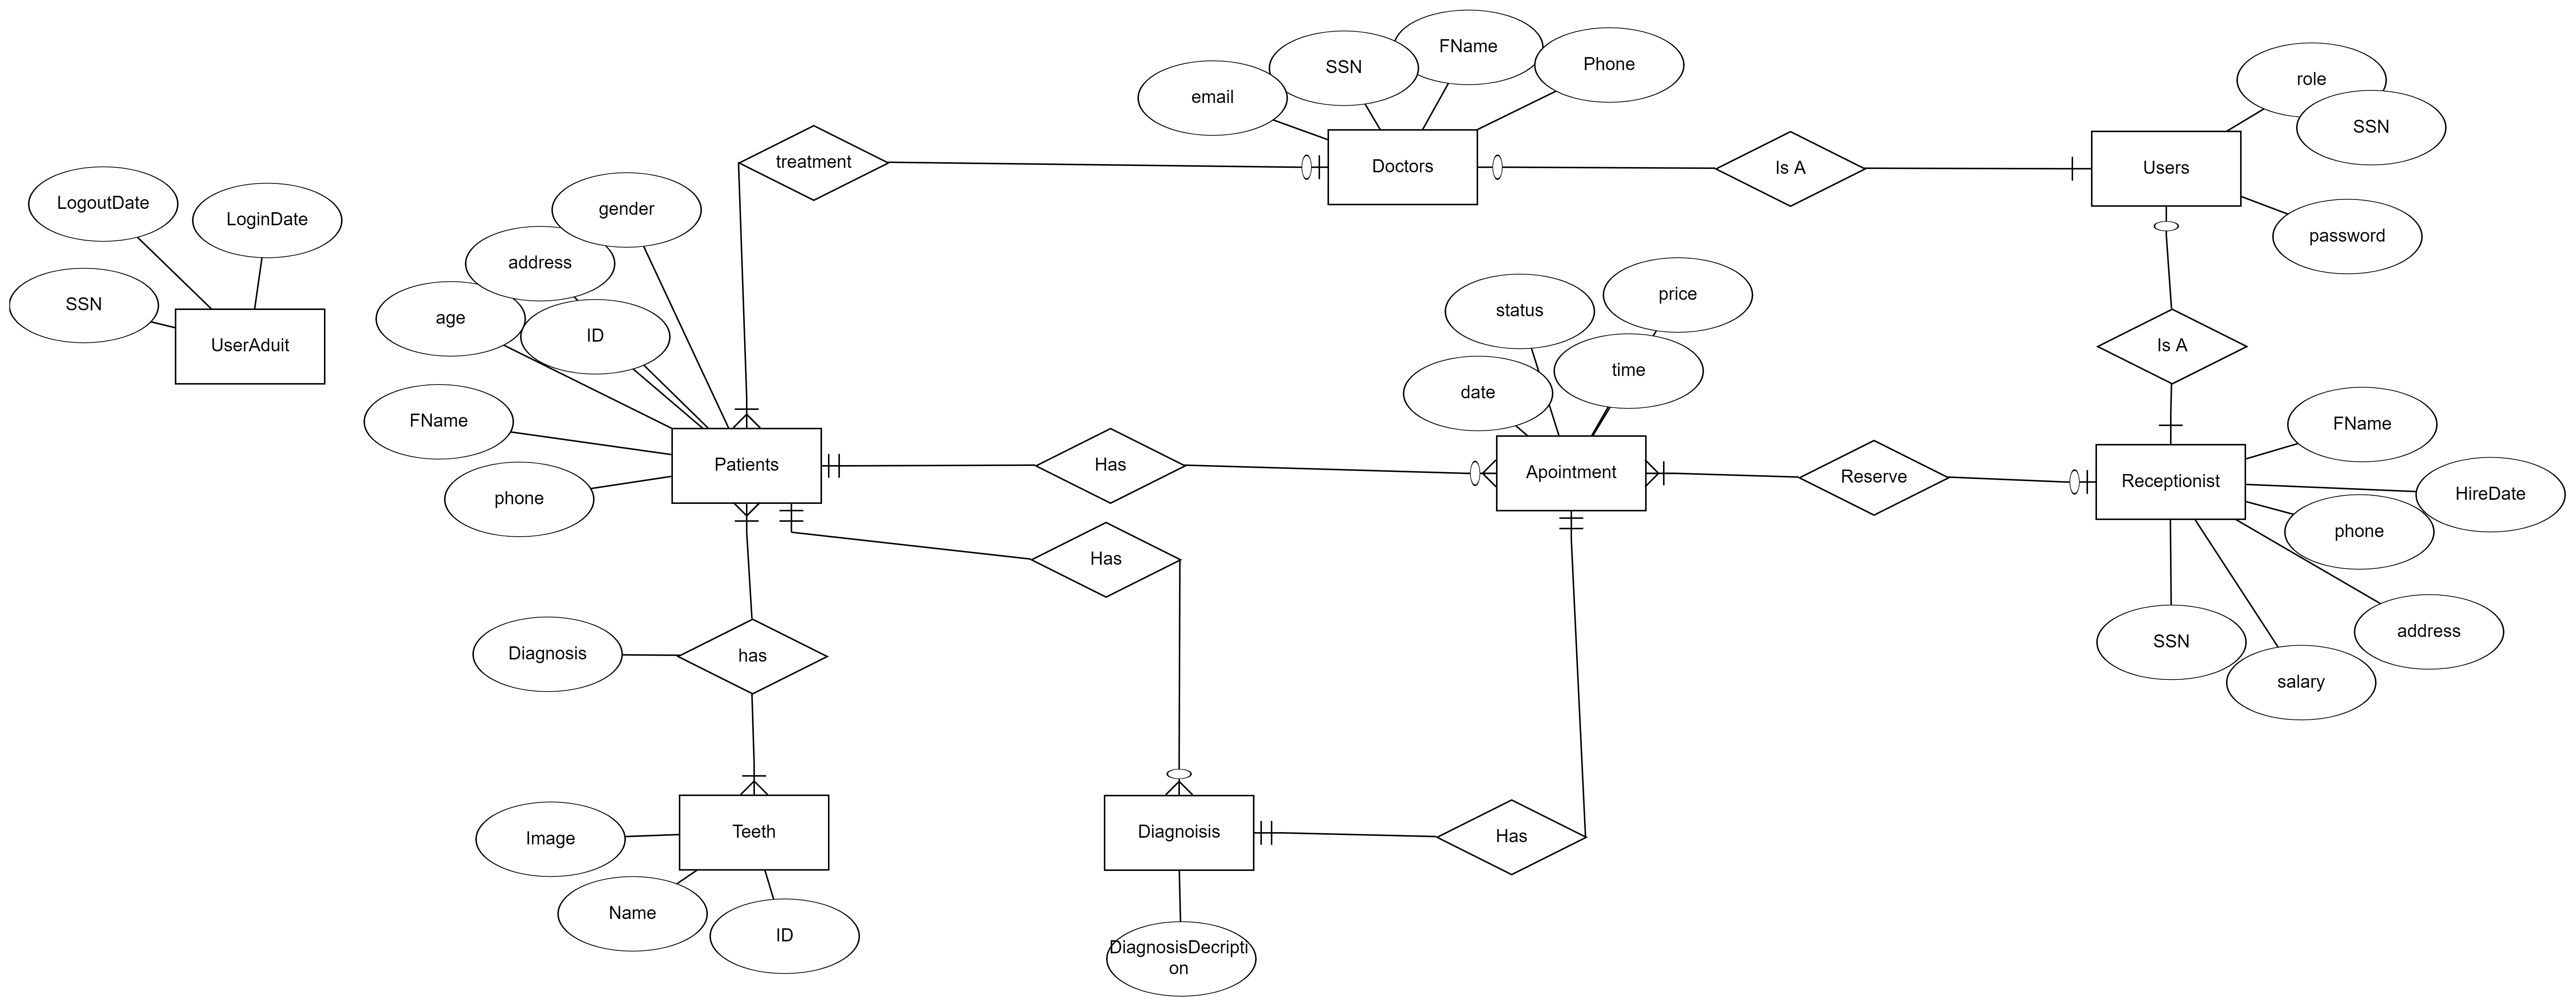 FName
SSN
Phone
email
role
SSN
treatment
Doctors
Is A
Users
LogoutDate
LoginDate
gender
password
address
SSN
age
ID
UserAduit
status
price
time
date
Is A
FName
phone
Patients
Has
Apointment
Reserve
Receptionist
FName
HireDate
phone
Has
Diagnosis
has
SSN
address
salary
Image
Teeth
Diagnoisis
Has
Name
ID
DiagnosisDecripti
on